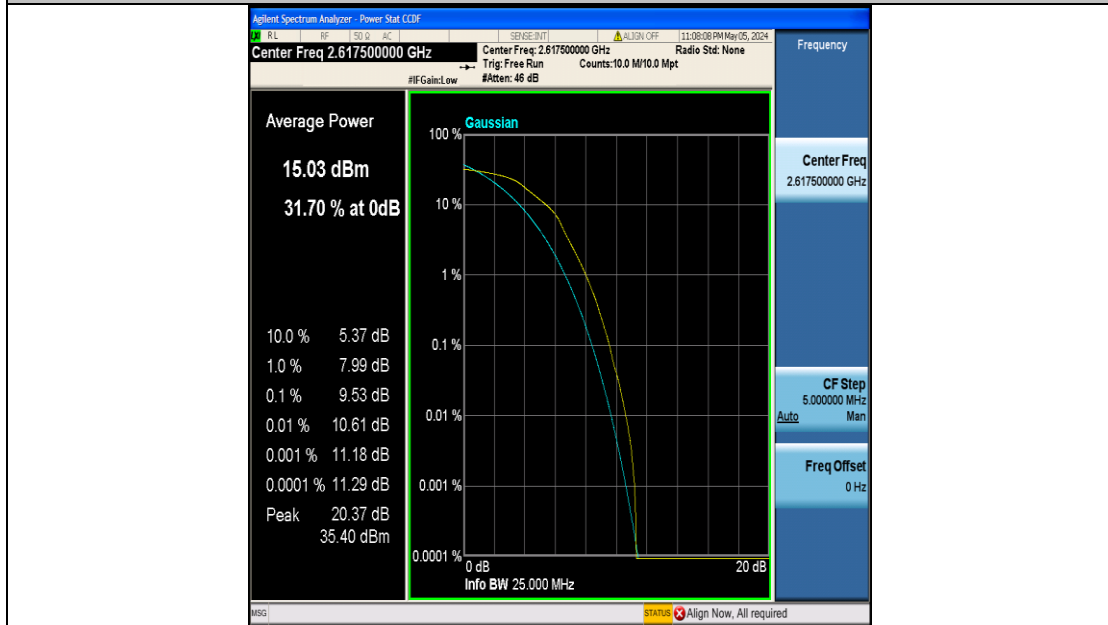 Agilent Spectrum Analyzer - Power Stat CCDF
RL RF 50 Ω AC SENSE:INT ALIGN OFF 11:08:08 PM May 05, 2024
Center Freq 2.617500000 GHz
Center Freq: 2.617500000 GHz Radio Std: None
Trig: Free Run Counts:10.0 M/10.0 Mpt
#IFGain:Low #Atten: 46 dB
Frequency
Average Power
15.03 dBm
31.70 % at 0dB
10.0 % 5.37 dB
1.0 % 7.99 dB
0.1 % 9.53 dB
0.01 % 10.61 dB
0.001 % 11.18 dB
0.0001 % 11.29 dB
Peak 20.37 dB
35.40 dBm
Gaussian
100 %
10 %
1 %
0.1 %
0.01 %
0.001 %
0.0001 %
0 dB 20 dB
Info BW 25.000 MHz
Center Freq
2.617500000 GHz
CF Step
5.000000 MHz
Auto Man
Freq Offset
0 Hz
MSG STATUS Align Now, All required